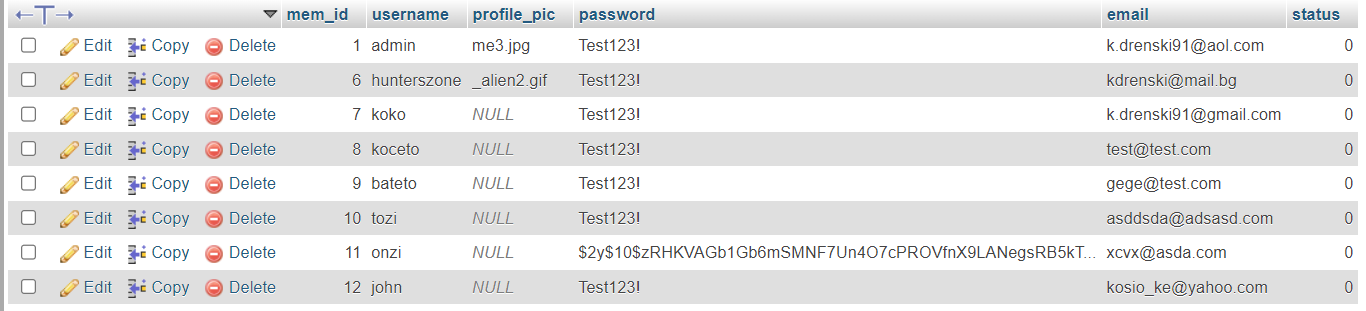 mem_id username profile_pic password email status
Edit Copy Delete 1 admin me3.jpg Test123! k.drenski91@aol.com 0
Edit Copy Delete 6 hunterszone _alien2.gif Test123! kdrenski@mail.bg 0
Edit Copy Delete 7 koko NULL Test123! k.drenski91@gmail.com 0
Edit Copy Delete 8 koceto NULL Test123! test@test.com 0
Edit Copy Delete 9 bateto NULL Test123! gege@test.com 0
Edit Copy Delete 10 tozi NULL Test123! asddsda@adsasd.com 0
Edit Copy Delete 11 onzi NULL $2y$10$zRHKVAGb1Gb6mSMNF7Un4O7cPROVfnX9LANegsRB5kT... xcvx@asda.com 0
Edit Copy Delete 12 john NULL Test123! kosio_ke@yahoo.com 0